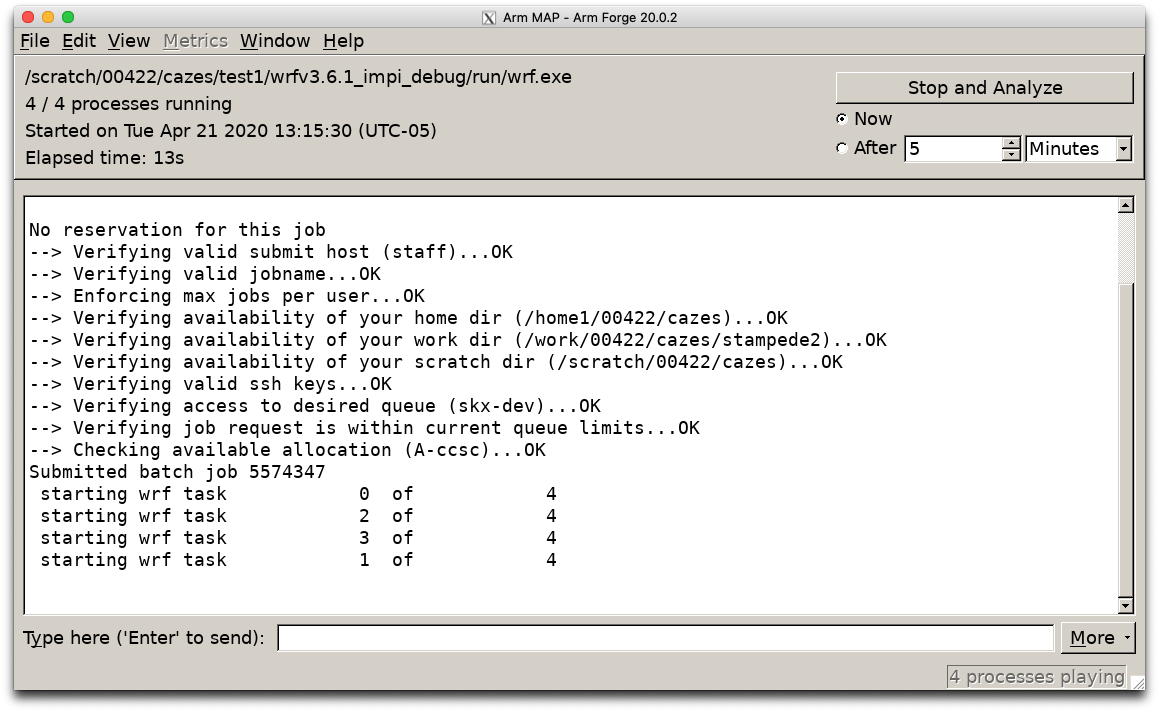 Arm MAP - Arm Forge 20.0.2
File Edit View Metrics Window Help
/scratch/00422/cazes/test1/wrfv3.6.1_impi_debug/run/wrf.exe
4 / 4 processes running
Started on Tue Apr 21 2020 13:15:30 (UTC-05)
Elapsed time: 13s
Stop and Analyze
Now
After 5 Minutes
No reservation for this job
--> Verifying valid submit host (staff)...OK
--> Verifying valid jobname...OK
--> Enforcing max jobs per user...OK
--> Verifying availability of your home dir (/home1/00422/cazes)...OK
--> Verifying availability of your work dir (/work/00422/cazes/stampede2)...OK
--> Verifying availability of your scratch dir (/scratch/00422/cazes)...OK
--> Verifying valid ssh keys...OK
--> Verifying access to desired queue (skx-dev)...OK
--> Verifying job request is within current queue limits...OK
--> Checking available allocation (A-ccsc)...OK
Submitted batch job 5574347
starting wrf task 0 of 4
starting wrf task 2 of 4
starting wrf task 3 of 4
starting wrf task 1 of 4
Type here ('Enter' to send): More
4 processes playing